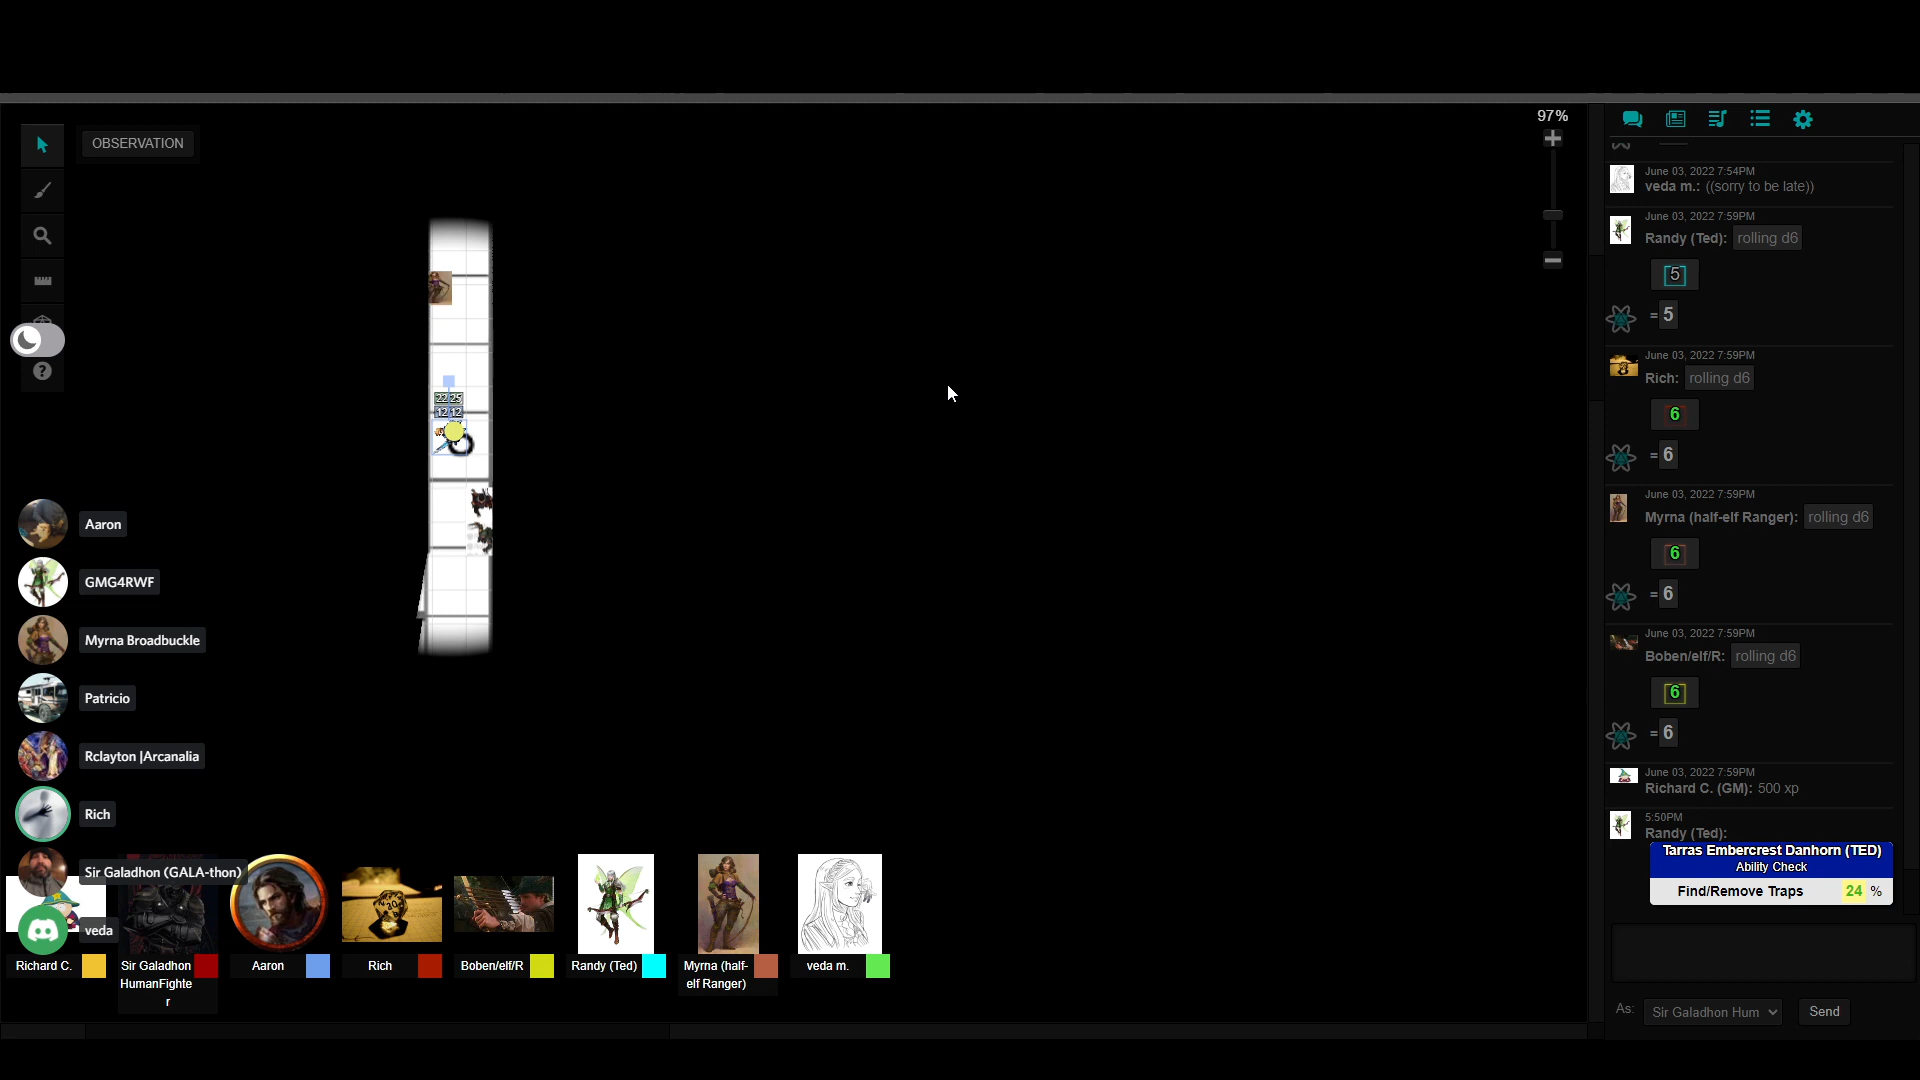 97%
OBSERVATION
22 25
12 12
Aaron
GMG4RWF
Myrna Broadbuckle
Patricio
Rclayton |Arcanalia
Rich
Sir Galadhon (GALA-thon)
veda
Richard C.
Sir Galadhon
HumanFighte
r
Aaron
Rich
Boben/elf/R
Randy (Ted)
Myrna (half-
elf Ranger)
veda m.
June 03, 2022 7:54PM
veda m.: ((sorry to be late))
June 03, 2022 7:59PM
Randy (Ted): rolling d6
5
=5
June 03, 2022 7:59PM
Rich: rolling d6
6
=6
June 03, 2022 7:59PM
Myrna (half-elf Ranger): rolling d6
6
=6
June 03, 2022 7:59PM
Boben/elf/R: rolling d6
6
=6
June 03, 2022 7:59PM
Richard C. (GM): 500 xp
5:50PM
Randy (Ted):
Tarras Embercrest Danhorn (TED)
Ability Check
Find/Remove Traps 24 %
As: Sir Galadhon Hum Send